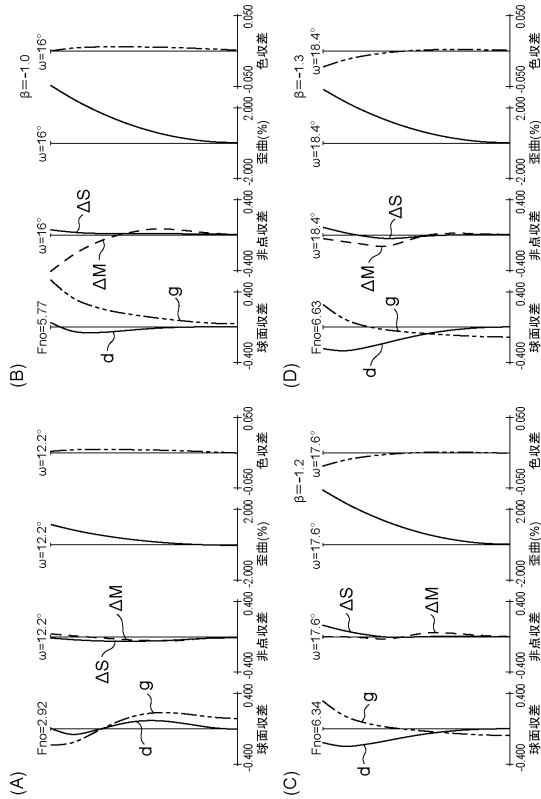 (A)
Fno=2.92
g
d
-0.400 0.400
球面収差
ω=12.2°
ΔS
ΔM
-0.400 0.400
非点収差
ω=12.2°
-2.000 2.000
歪曲(%)
ω=12.2°
-0.050 0.050
色収差
(B)
β=-1.0
Fno=5.77
d
g
-0.400 0.400
球面収差
ω=16°
ΔM
ΔS
-0.400 0.400
非点収差
ω=16°
-2.000 2.000
歪曲(%)
ω=16°
-0.050 0.050
色収差
(C)
β=-1.2
Fno=6.34
d
g
-0.400 0.400
球面収差
ω=17.6°
ΔS
ΔM
-0.400 0.400
非点収差
ω=17.6°
-2.000 2.000
歪曲(%)
ω=17.6°
-0.050 0.050
色収差
(D)
β=-1.3
Fno=6.63
d
g
-0.400 0.400
球面収差
ω=18.4°
ΔM
ΔS
-0.400 0.400
非点収差
ω=18.4°
-2.000 2.000
歪曲(%)
ω=18.4°
-0.050 0.050
色収差